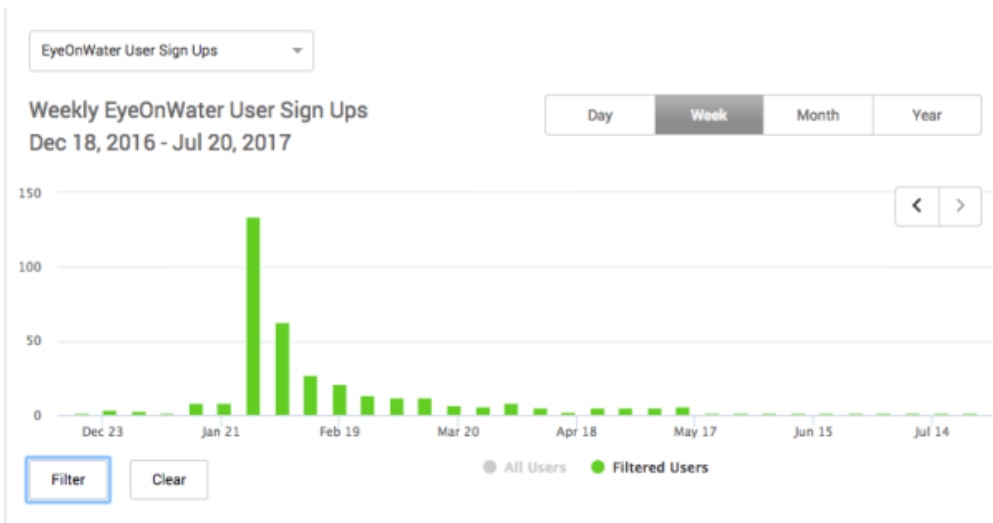 EyeOnWater User Sign Ups
Weekly EyeOnWater User Sign Ups
Dec 18, 2016 - Jul 20, 2017
Day Week Month Year
150
100
50
0
Dec 23 Jan 21 Feb 19 Mar 20 Apr 18 May 17 Jun 15 Jul 14
All Users Filtered Users
Filter Clear